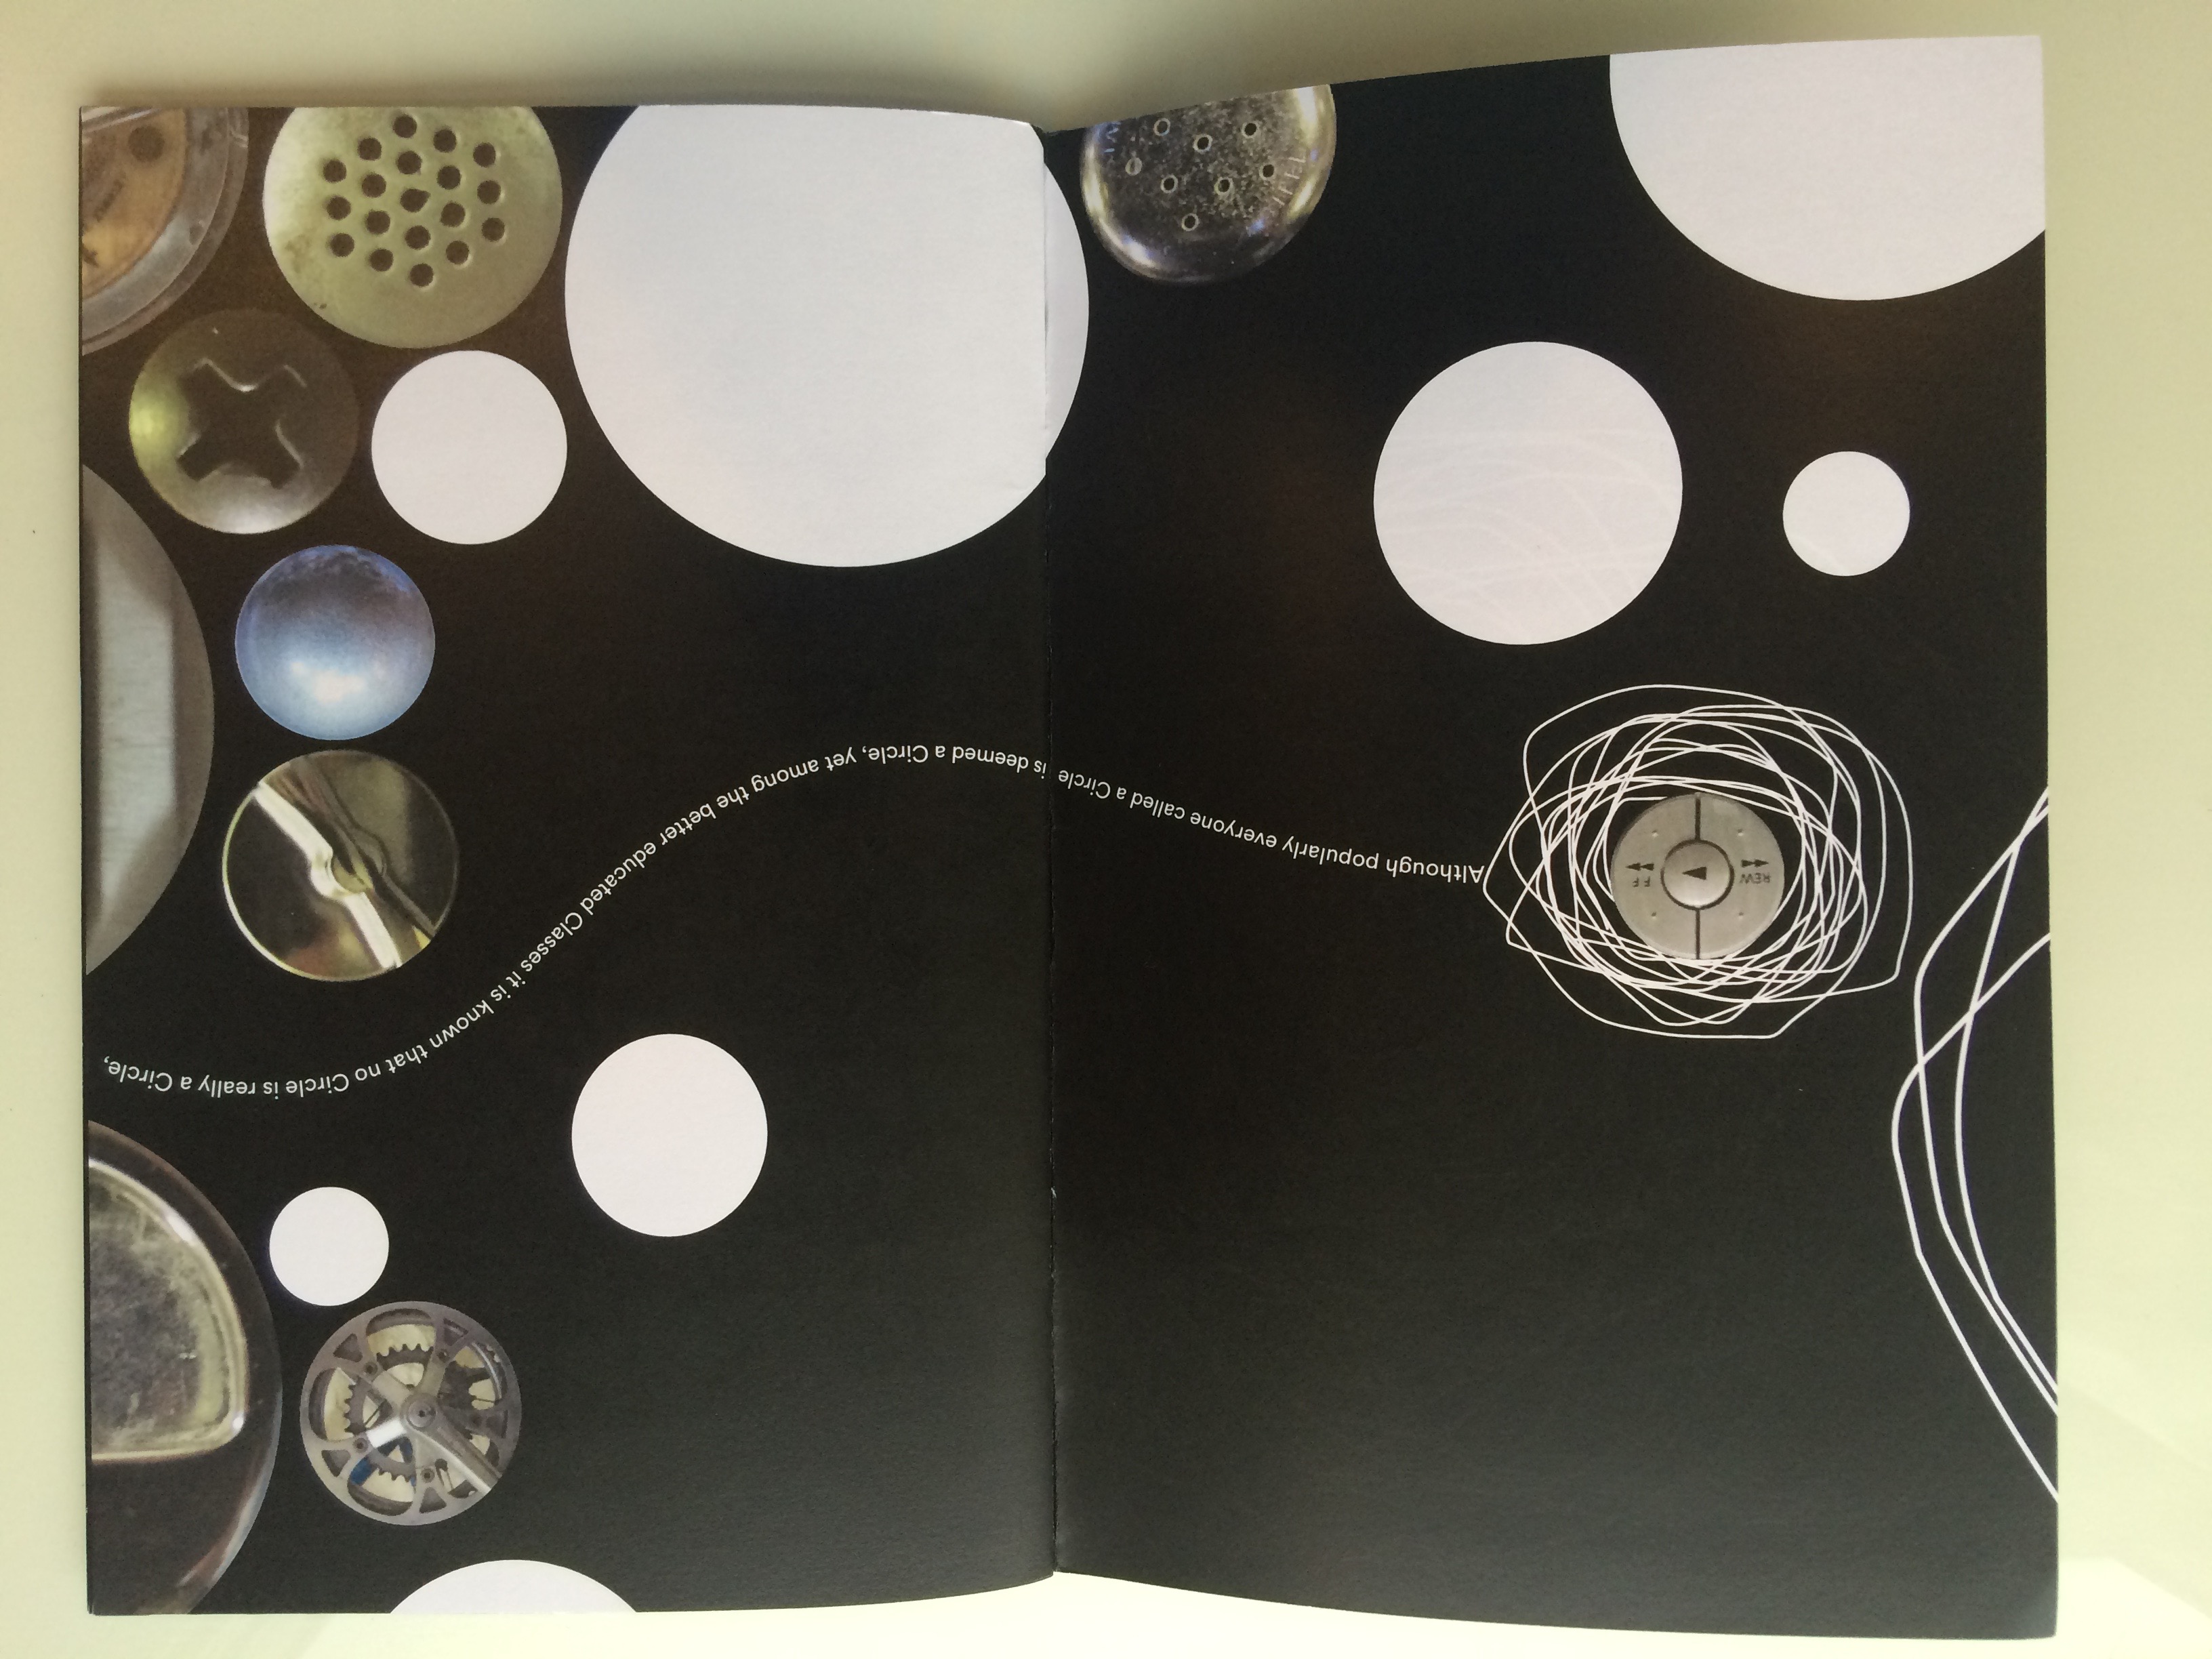 Although popularly everyone called a Circle is deemed a Circle, yet among the better educated Classes it is known that no Circle is really a Circle,
REW
FF